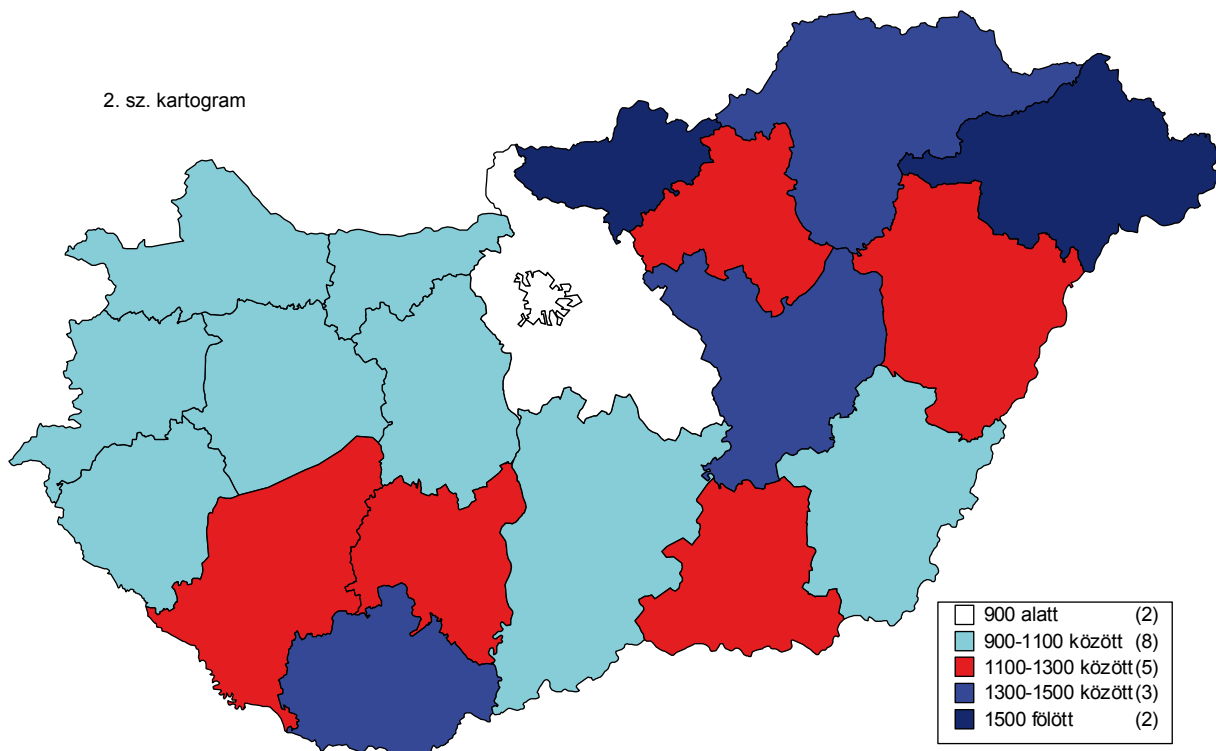 2. sz. kartogram
900 alatt (2)
900-1100 között (8)
1100-1300 között (5)
1300-1500 között (3)
1500 fölött (2)